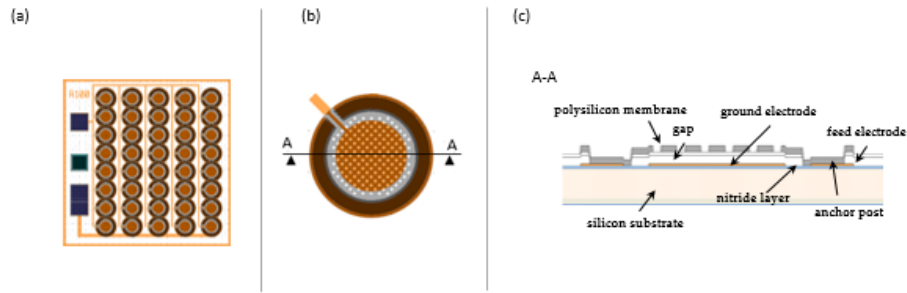 (a)
(b)
(c)
R100
A
A
A-A
polysilicon membrane
gap
ground electrode
feed electrode
nitride layer
anchor post
silicon substrate